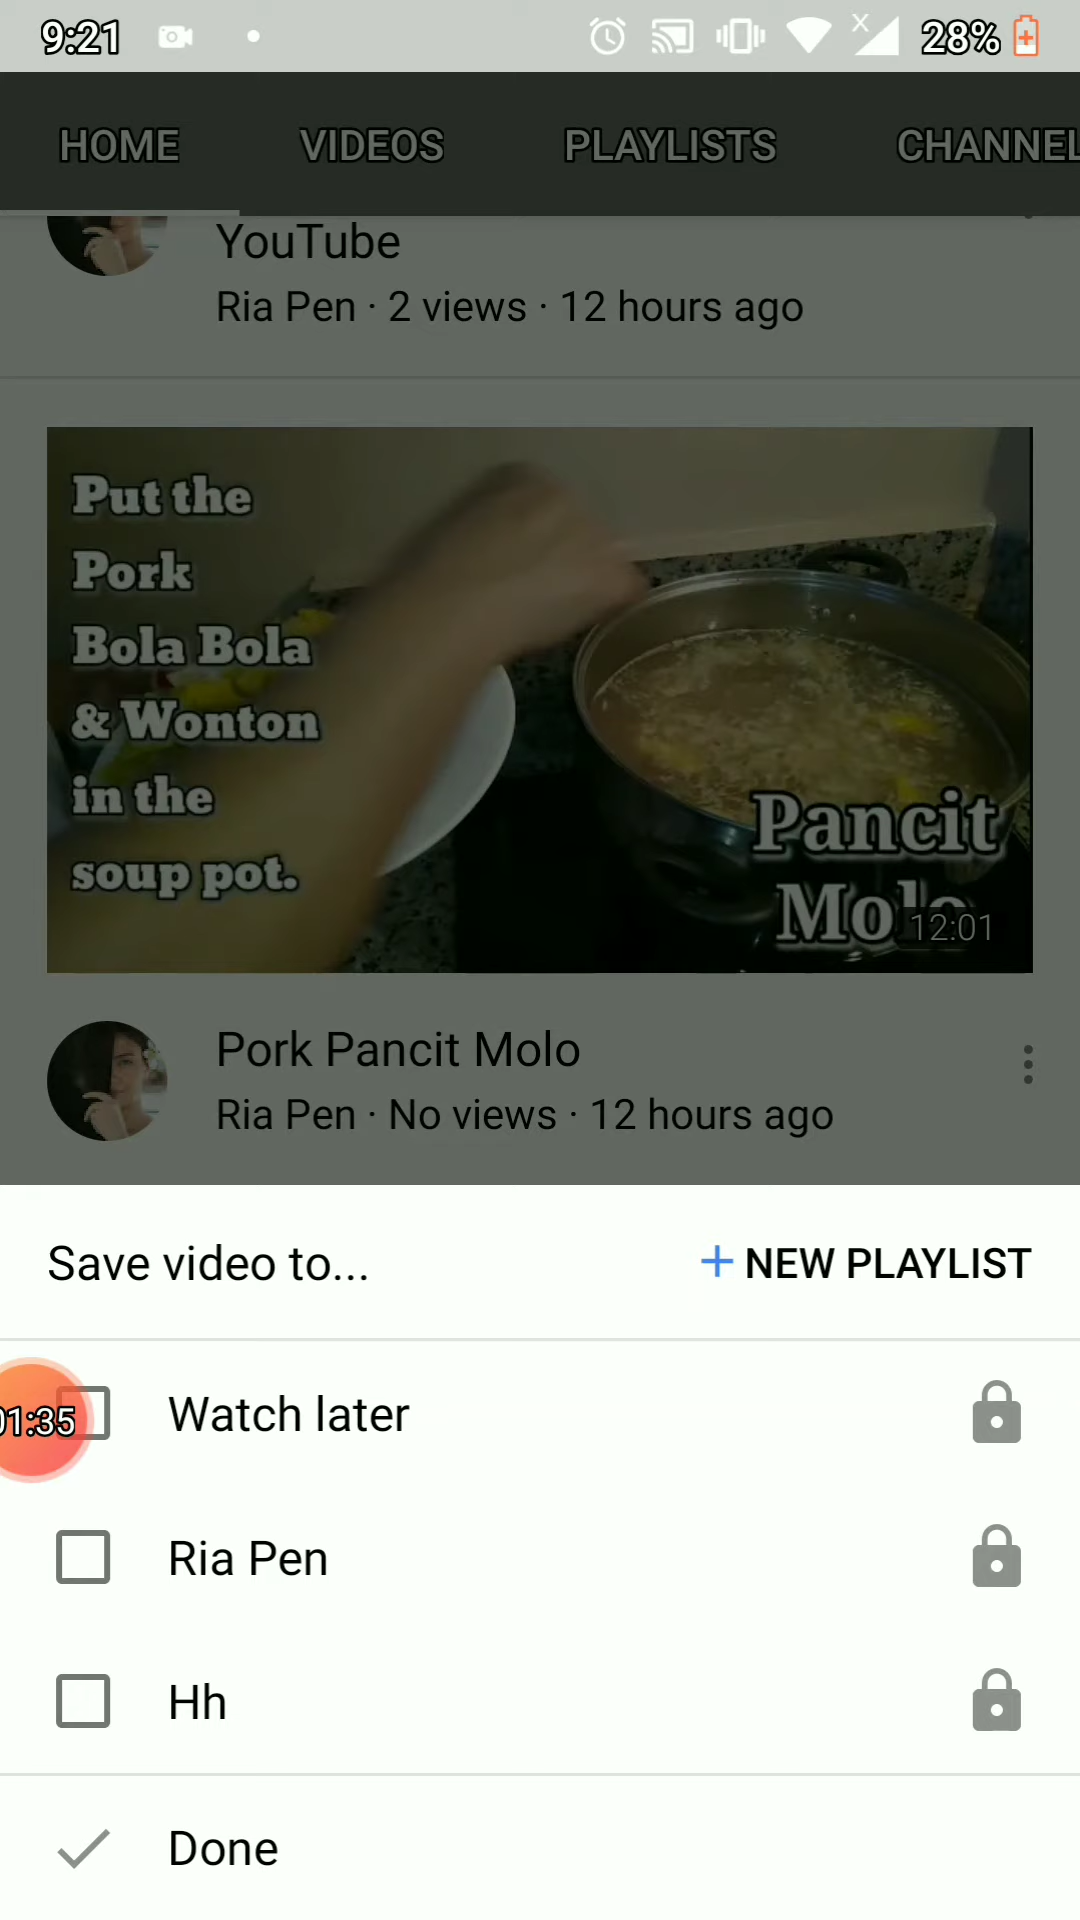 9:21
X
28%
HOME VIDEOS PLAYLISTS CHANNEL
YouTube
Ria Pen · 2 views · 12 hours ago
Put the
Pork
Bola Bola
& Wonton
in the
soup pot.
Pancit
Molo
12:01
Pork Pancit Molo
Ria Pen · No views · 12 hours ago
Save video to...
+ NEW PLAYLIST
01:35
Watch later
Ria Pen
Hh
Done